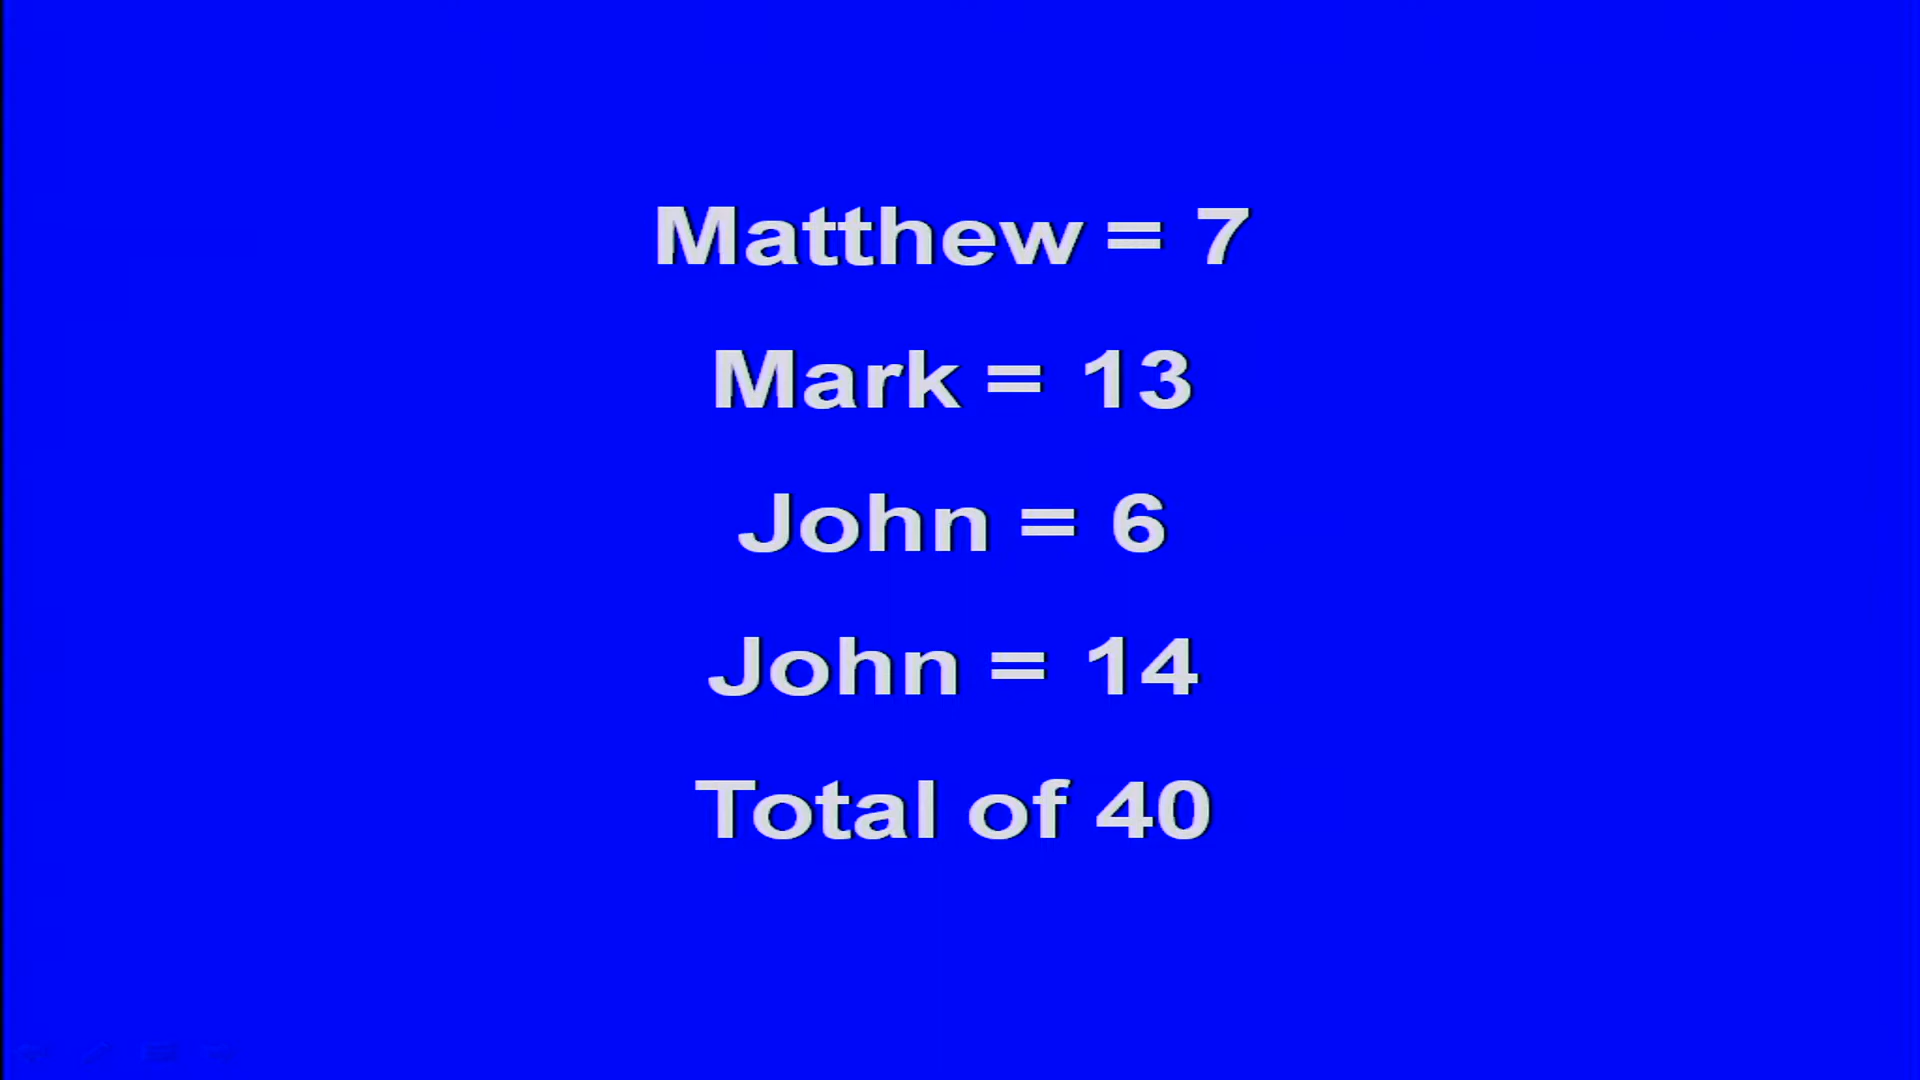 Matthew = 7
Mark = 13
John = 6
John = 14
Total of 40